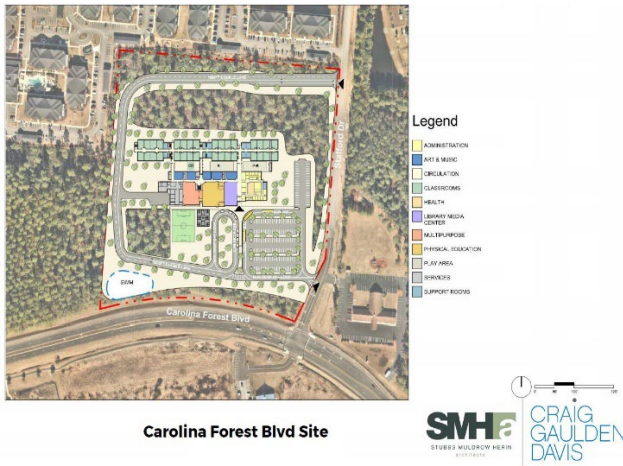 SWM
Carolina Forest Blvd
Legend
ADMINISTRATION
ART & MUSIC
CIRCULATION
CLASSROOMS
HEALTH
LIBRARY MEDIA
CENTER
MULTIPURPOSE
PHYSICAL EDUCATION
PLAY AREA
SERVICES
SUPPORT ROOMS
Carolina Forest Blvd Site
SMHa
STUBBS MULDROW HERIN
architects
CRAIG
GAULDEN
DAVIS